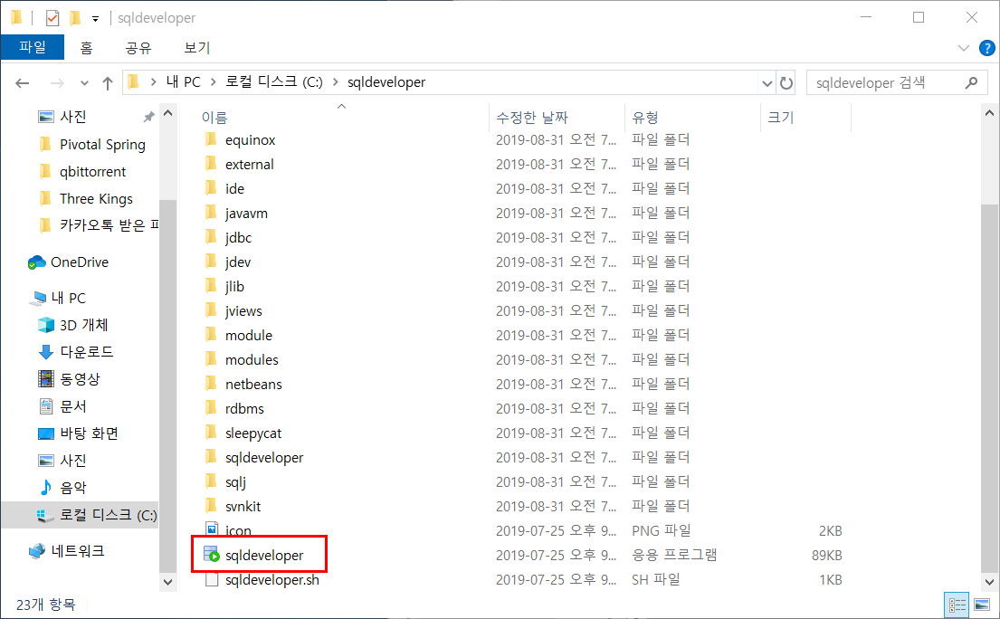 sqldeveloper
파일 홈 공유 보기
내 PC 로컬 디스크 (C:) sqldeveloper
sqldeveloper 검색
사진
Pivotal Spring
qbittorrent
Three Kings
카카오톡 받은 파
OneDrive
내 PC
3D 개체
다운로드
동영상
문서
바탕 화면
사진
음악
로컬 디스크 (C:)
네트워크
이름 수정한 날짜 유형 크기
equinox 2019-08-31 오전 7... 파일 폴더
external 2019-08-31 오전 7... 파일 폴더
ide 2019-08-31 오전 7... 파일 폴더
javavm 2019-08-31 오전 7... 파일 폴더
jdbc 2019-08-31 오전 7... 파일 폴더
jdev 2019-08-31 오전 7... 파일 폴더
jlib 2019-08-31 오전 7... 파일 폴더
jviews 2019-08-31 오전 7... 파일 폴더
module 2019-08-31 오전 7... 파일 폴더
modules 2019-08-31 오전 7... 파일 폴더
netbeans 2019-08-31 오전 7... 파일 폴더
rdbms 2019-08-31 오전 7... 파일 폴더
sleepycat 2019-08-31 오전 7... 파일 폴더
sqldeveloper 2019-08-31 오전 7... 파일 폴더
sqlj 2019-08-31 오전 7... 파일 폴더
svnkit 2019-08-31 오전 7... 파일 폴더
icon 2019-07-25 오후 9... PNG 파일 2KB
sqldeveloper 2019-07-25 오후 9... 응용 프로그램 89KB
sqldeveloper.sh 2019-07-25 오후 9... SH 파일 1KB
23개 항목